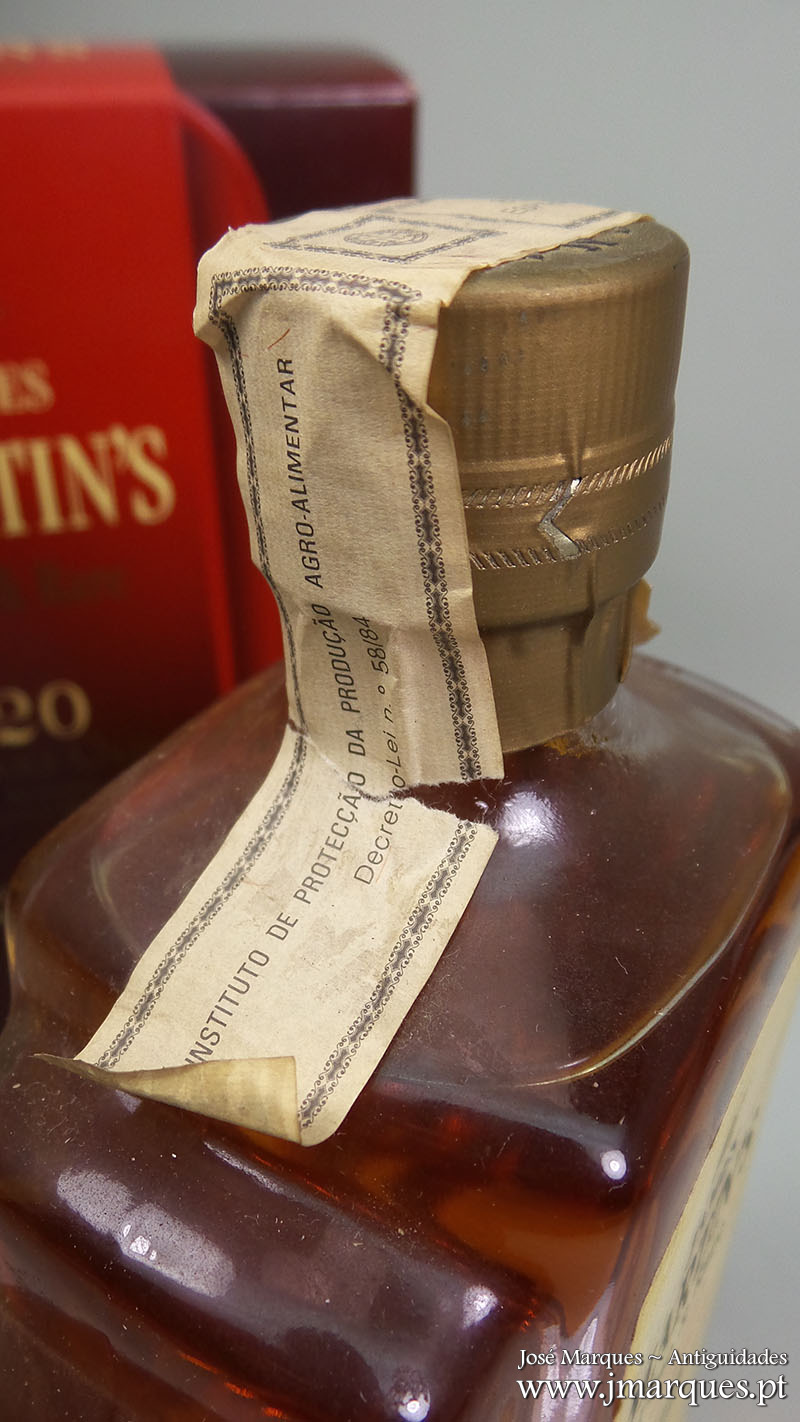 ES
TIN'S
20
INSTITUTO DE PROTECÇÃO DA PRODUÇÃO AGRO-ALIMENTAR
Decreto-Lei n.º 58/84
José Marques ~ Antiguidades
www.jmarques.pt